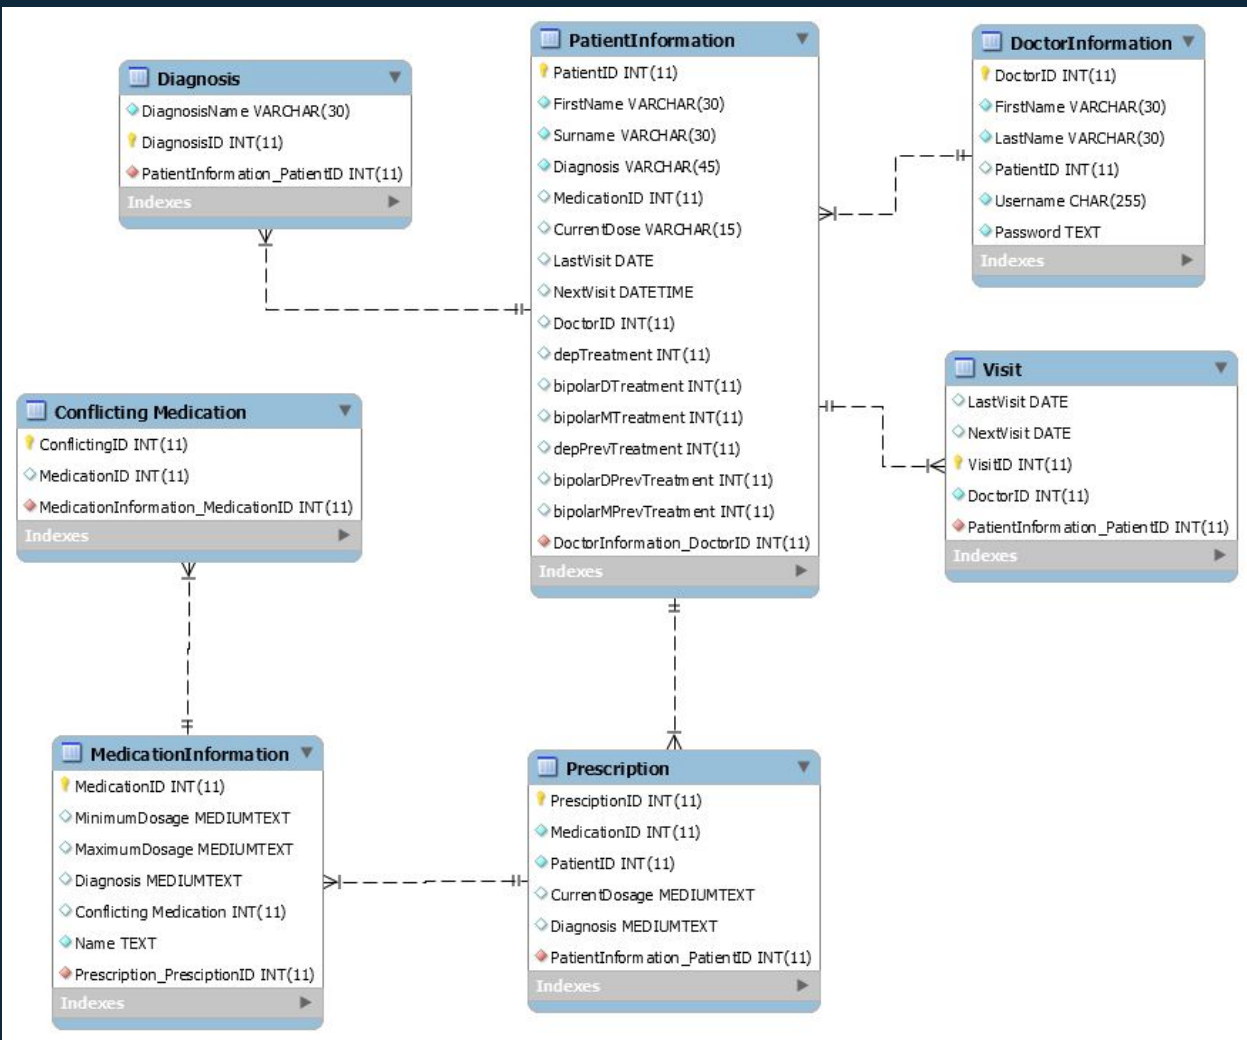 Diagnosis
DiagnosisName VARCHAR(30)
DiagnosisID INT(11)
PatientInformation_PatientID INT(11)
Indexes
PatientInformation
PatientID INT(11)
FirstName VARCHAR(30)
Surname VARCHAR(30)
Diagnosis VARCHAR(45)
MedicationID INT(11)
CurrentDose VARCHAR(15)
LastVisit DATE
NextVisit DATETIME
DoctorID INT(11)
depTreatment INT(11)
bipolarDTreatment INT(11)
bipolarMTreatment INT(11)
depPrevTreatment INT(11)
bipolarDPrevTreatment INT(11)
bipolarMPrevTreatment INT(11)
DoctorInformation_DoctorID INT(11)
Indexes
DoctorInformation
DoctorID INT(11)
FirstName VARCHAR(30)
LastName VARCHAR(30)
PatientID INT(11)
Username CHAR(255)
Password TEXT
Indexes
Visit
LastVisit DATE
NextVisit DATE
VisitID INT(11)
DoctorID INT(11)
PatientInformation_PatientID INT(11)
Indexes
Conflicting Medication
ConflictingID INT(11)
MedicationID INT(11)
MedicationInformation_MedicationID INT(11)
Indexes
MedicationInformation
MedicationID INT(11)
MinimumDosage MEDIUMTEXT
MaximumDosage MEDIUMTEXT
Diagnosis MEDIUMTEXT
Conflicting Medication INT(11)
Name TEXT
Prescription_PresciptionID INT(11)
Indexes
Prescription
PresciptionID INT(11)
MedicationID INT(11)
PatientID INT(11)
CurrentDosage MEDIUMTEXT
Diagnosis MEDIUMTEXT
PatientInformation_PatientID INT(11)
Indexes